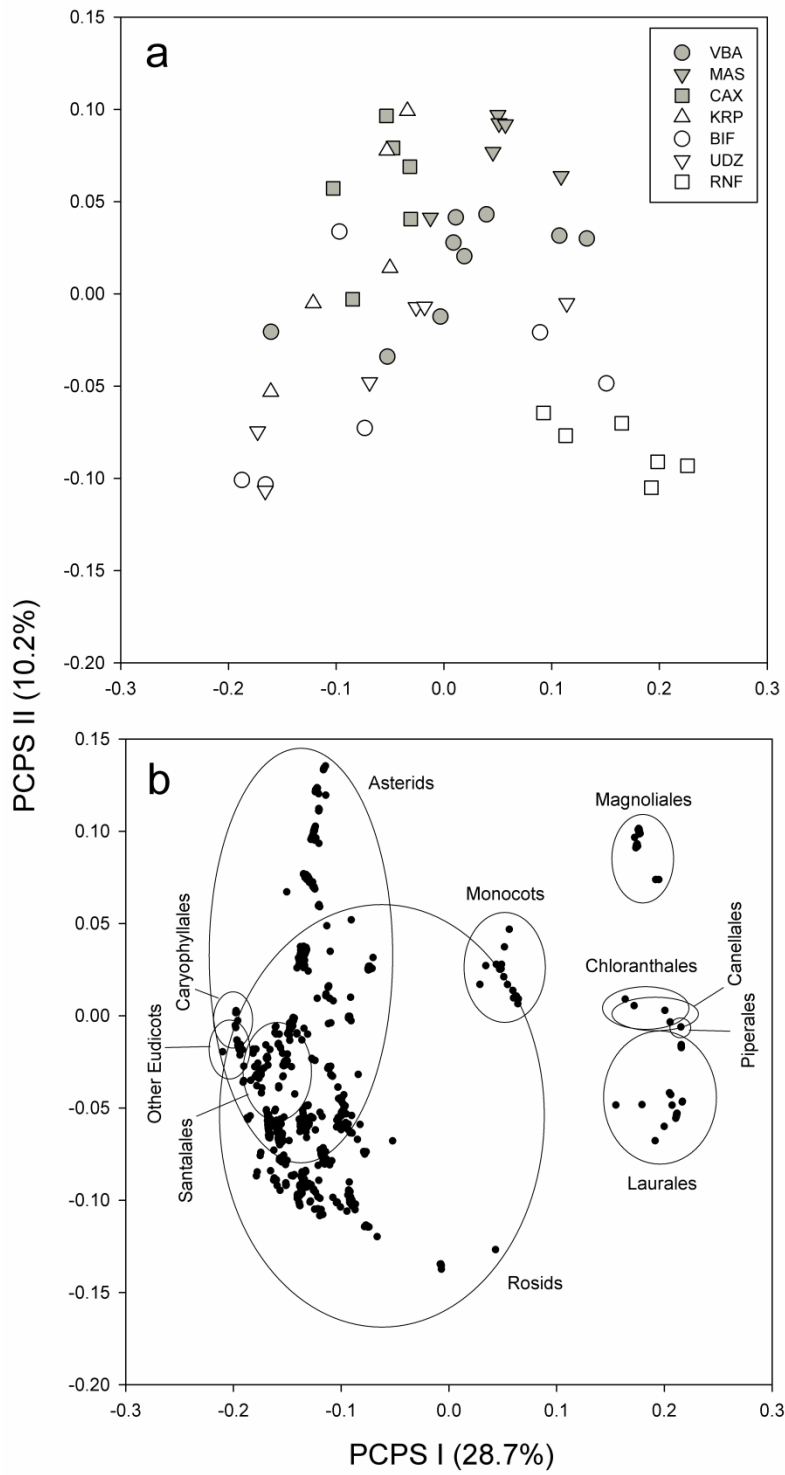 a
VBA
MAS
CAX
KRP
BIF
UDZ
RNF
0.15
0.10
0.05
0.00
-0.05
-0.10
0.15
-0.20
-0.3
-0.2
-0.1
0.0
0.1
0.2
0.3
PCPS II (10.2%)
b
Asterids
Magnoliales
Monocots
Caryophyllales
Chloranthales
Canellales
Other Eudicots
Piperales
Santalales
Laurales
Rosids
0.15
0.10
0.05
0.00
-0.05
-0.10
-0.15
-0.20
-0.3
-0.2
-0.1
0.0
0.1
0.2
0.3
PCPS I (28.7%)